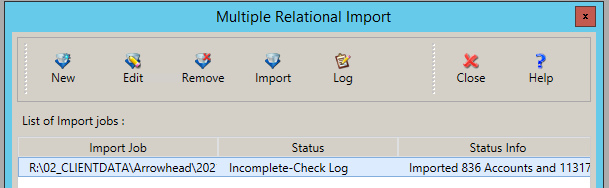 Multiple Relational Import
x
New Edit Remove Import Log Close Help
List of Import jobs :
Import Job Status Status Info
R:\02_CLIENTDATA\Arrowhead\202 Incomplete-Check Log Imported 836 Accounts and 11317